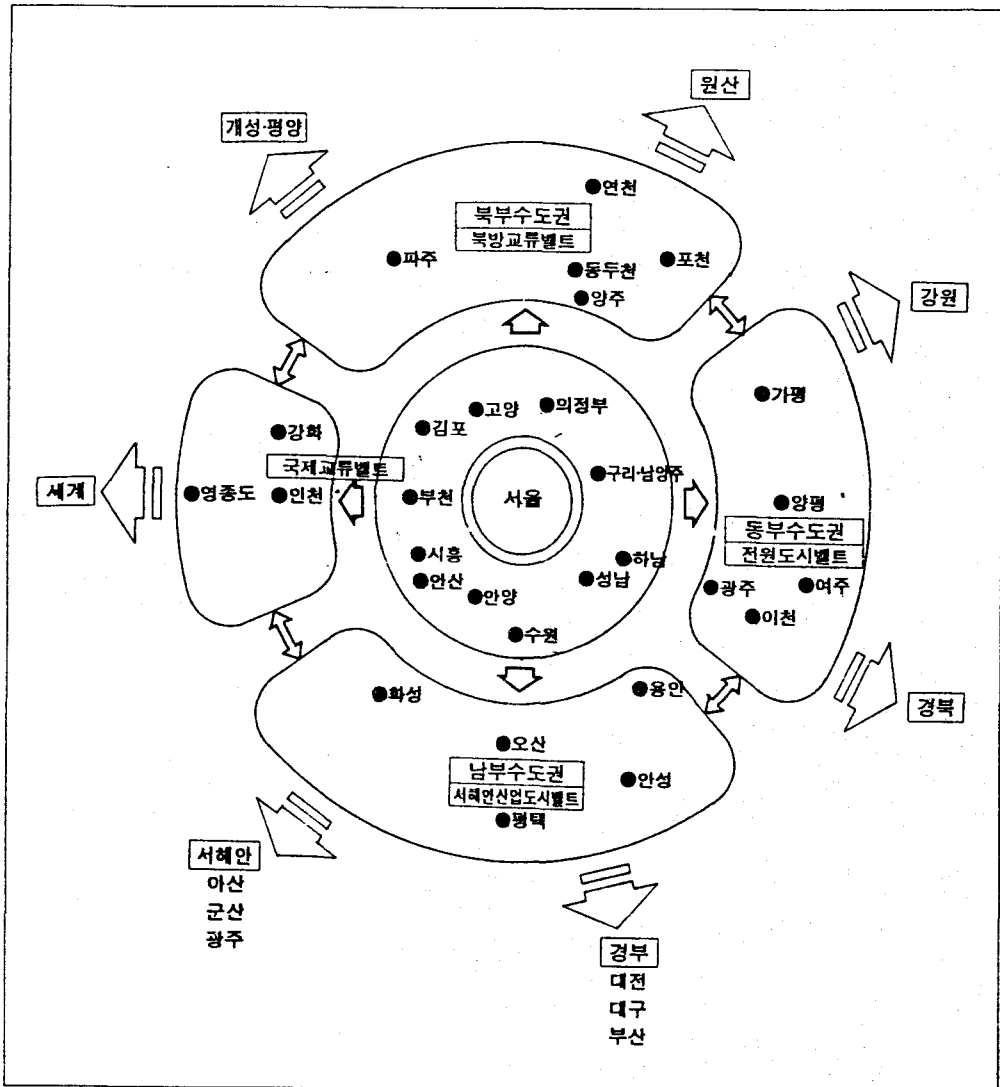 원산
개성·평양
●연천
북부수도권
북방교류벨트
●파주
●동두천
●포천
●양주
강원
●가평
●고양
●의정부
●김포
●강화
국제교류벨트
●구리·남양주
세계
●영종도
●인천
●부천
서울
●양평
동부수도권
전원도시벨트
●시흥
●하남
●안산
●성남
●안양
●광주
●여주
●이천
●수원
●화성
●용인
경북
●오산
남부수도권
●안성
서해안산업도시벨트
●평택
서해안
아산
군산
광주
경부
대전
대구
부산